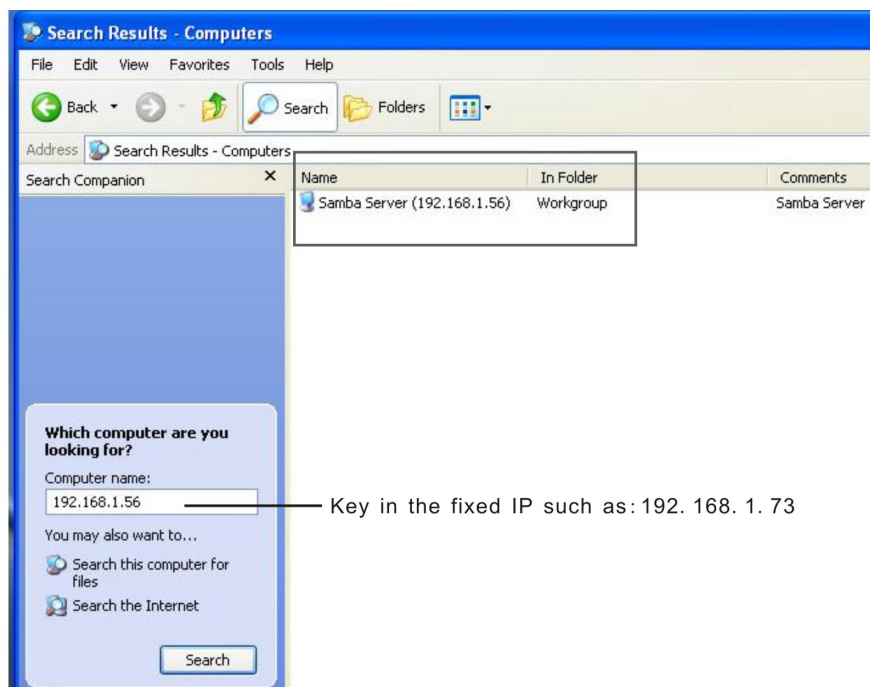 Search Results - Computers
File Edit View Favorites Tools Help
Back Search Folders
Address Search Results - Computers
Search Companion
Name In Folder Comments
Samba Server (192.168.1.56) Workgroup Samba Server
Which computer are you
looking for?
Computer name:
192.168.1.56
Key in the fixed IP such as: 192. 168. 1. 73
You may also want to...
Search this computer for
files
Search the Internet
Search